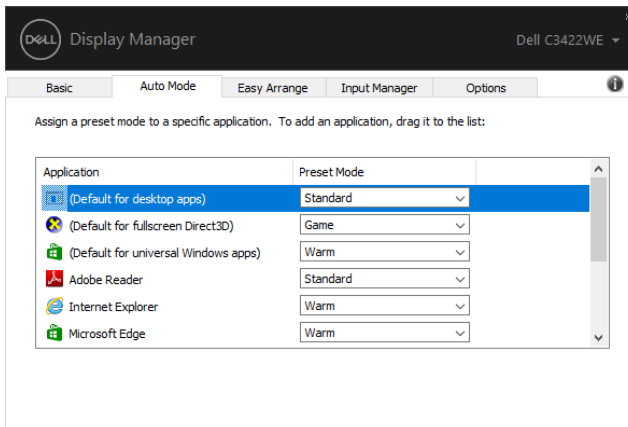 DELL Display Manager Dell C3422WE
Basic Auto Mode Easy Arrange Input Manager Options
Assign a preset mode to a specific application. To add an application, drag it to the list:
Application Preset Mode
(Default for desktop apps) Standard
(Default for fullscreen Direct3D) Game
(Default for universal Windows apps) Warm
Adobe Reader Standard
Internet Explorer Warm
Microsoft Edge Warm